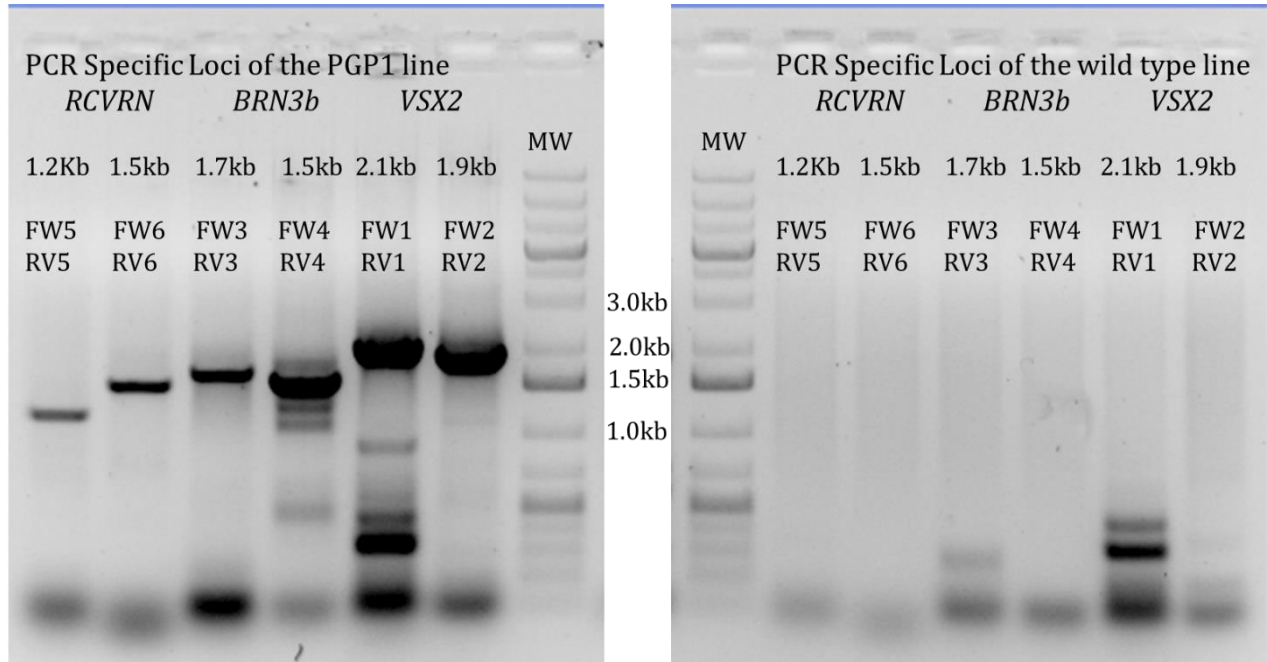 PCR Specific Loci of the PGP1 line
RCVRN BRN3b VSX2
MW
1.2Kb 1.5kb 1.7kb 1.5kb 2.1kb 1.9kb
FW5 FW6 FW3 FW4 FW1 FW2
RV5 RV6 RV3 RV4 RV1 RV2
3.0kb
2.0kb
1.5kb
1.0kb
PCR Specific Loci of the wild type line
RCVRN BRN3b VSX2
MW
1.2Kb 1.5kb 1.7kb 1.5kb 2.1kb 1.9kb
FW5 FW6 FW3 FW4 FW1 FW2
RV5 RV6 RV3 RV4 RV1 RV2